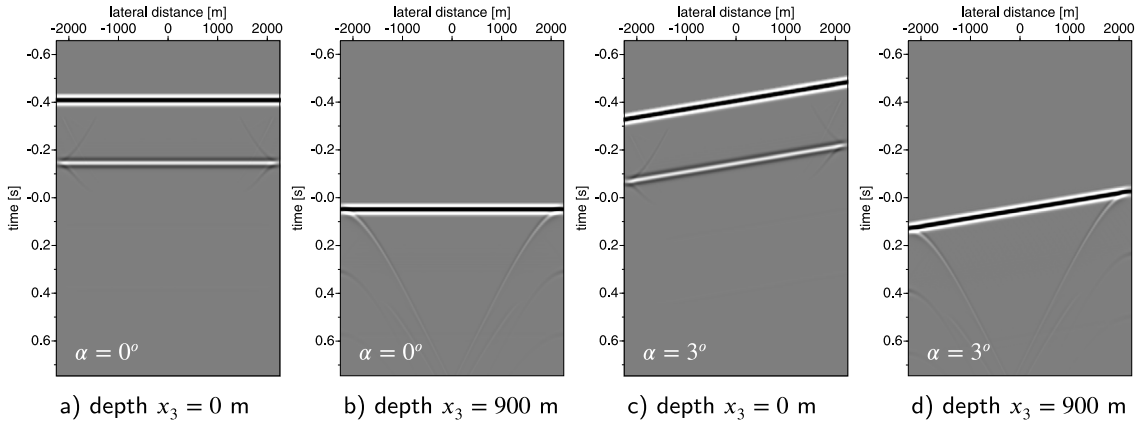 lateral distance [m]
-2000 -1000 0 1000 2000
time [s]
-0.6
-0.4
-0.2
-0.0
0.2
0.4
0.6
α = 0°
a) depth x₃ = 0 m
lateral distance [m]
-2000 -1000 0 1000 2000
time [s]
-0.6
-0.4
-0.2
-0.0
0.2
0.4
0.6
α = 0°
b) depth x₃ = 900 m
lateral distance [m]
-2000 -1000 0 1000 2000
time [s]
-0.6
-0.4
-0.2
-0.0
0.2
0.4
0.6
α = 3°
c) depth x₃ = 0 m
lateral distance [m]
-2000 -1000 0 1000 2000
time [s]
-0.6
-0.4
-0.2
-0.0
0.2
0.4
0.6
α = 3°
d) depth x₃ = 900 m